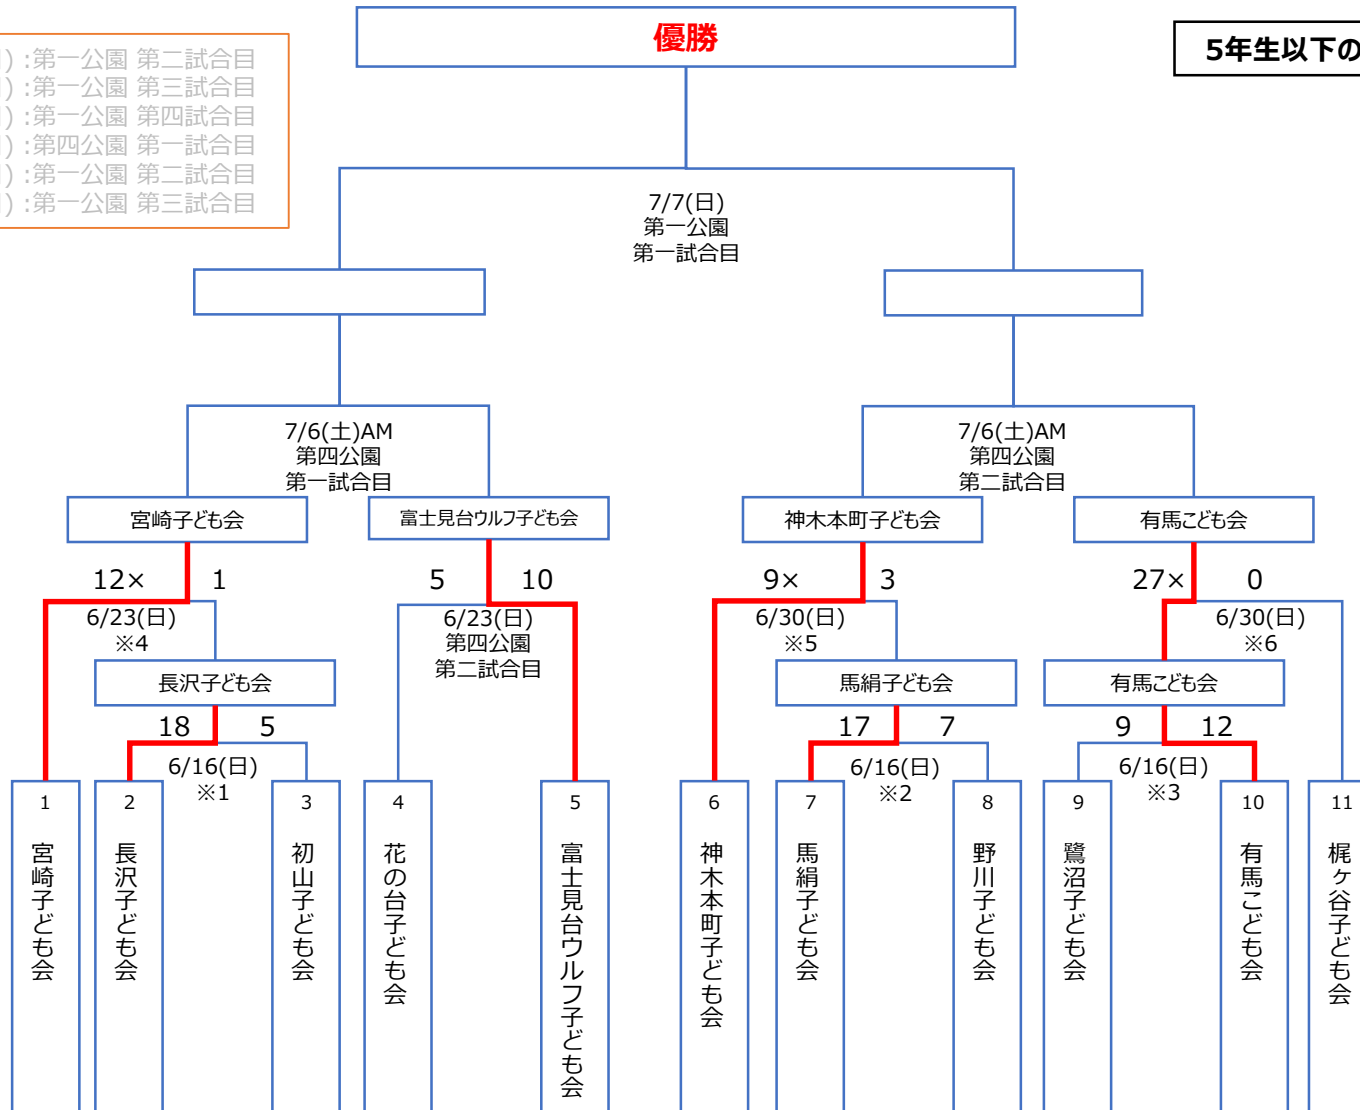 優勝
5年生以下の
) :第一公園 第二試合目
) :第一公園 第三試合目
) :第一公園 第四試合目
) :第四公園 第一試合目
) :第一公園 第二試合目
) :第一公園 第三試合目
7/7(日)
第一公園
第一試合目
7/6(土)AM
第四公園
第一試合目
7/6(土)AM
第四公園
第二試合目
宮崎子ども会
富士見台ウルフ子ども会
神木本町子ども会
有馬こども会
12× 1
5 10
9× 3
27× 0
6/23(日)
※4
6/23(日)
第四公園
第二試合目
6/30(日)
※5
6/30(日)
※6
長沢子ども会
馬絹子ども会
有馬こども会
18 5
17 7
9 12
6/16(日)
※1
6/16(日)
※2
6/16(日)
※3
1
宮崎子ども会
2
長沢子ども会
3
初山子ども会
4
花の台子ども会
5
富士見台ウルフ子ども会
6
神木本町子ども会
7
馬絹子ども会
8
野川子ども会
9
鷺沼子ども会
10
有馬こども会
11
梶ヶ谷子ども会